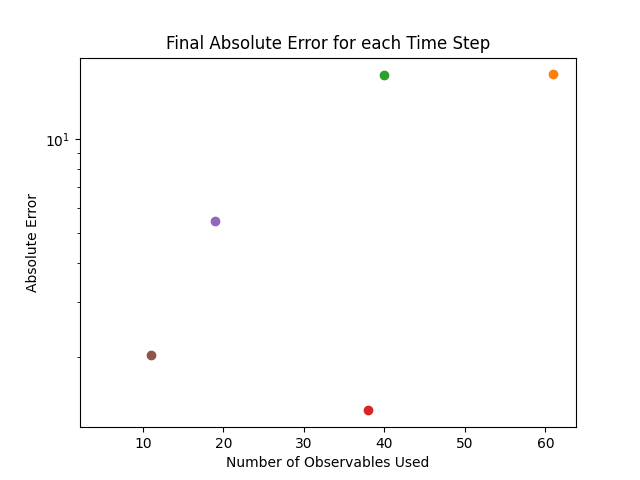 Final Absolute Error for each Time Step
10¹
Absolute Error
10 20 30 40 50 60
Number of Observables Used